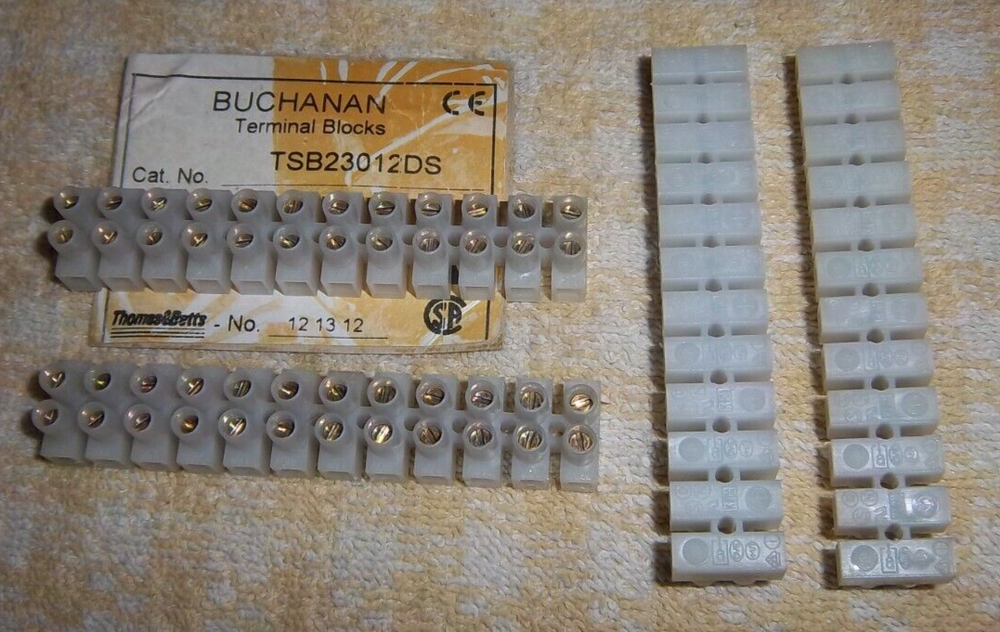 BUCHANAN CE
Terminal Blocks
Cat. No. TSB23012DS
Thomas&Betts - No. 12 13 12